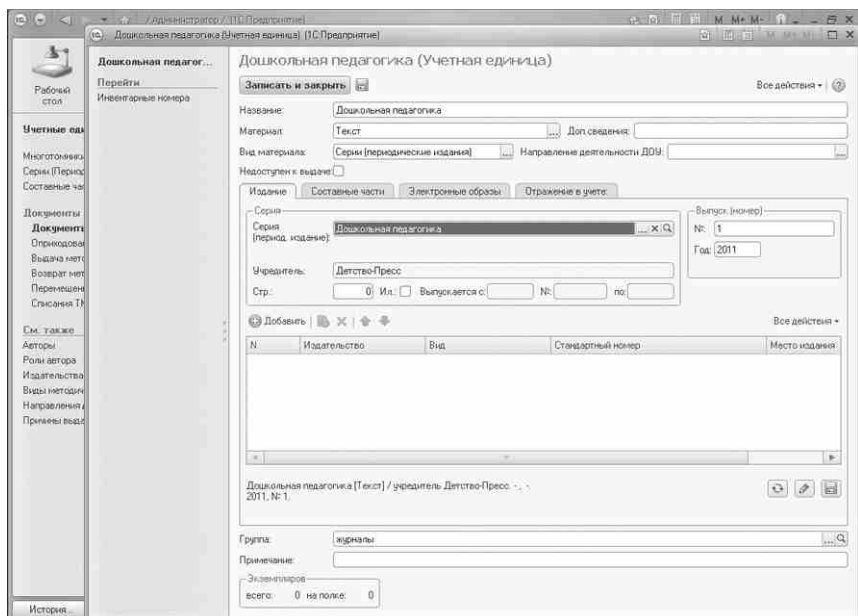 / Администратор / (1С:Предприятие)
M M+ M-
Дошкольная педагогика (Учетная единица) (1С:Предприятие)
M M+ M-
Рабочий
стол
Учетные еди
Многотомники
Серии (Период
Составные час
Документы
Документы
Оприходова
Выдача мето
Возврат мет
Перемещен
Списания ТМ
См. также
Авторы
Роли автора
Издательства
Виды методич
Направления д
Причины выда
История...
Дошкольная педагог...
Перейти
Инвентарные номера
Дошкольная педагогика (Учетная единица)
Записать и закрыть
Все действия
Название: Дошкольная педагогика
Материал: Текст ... Доп.сведения:
Вид материала: Серии (периодические издания) ... Направление деятельности ДОУ: ...
Недоступен к выдаче:
Издание Составные части Электронные образы Отражение в учете:
Серия
Серия
(период. издание): Дошкольная педагогика ... x
Учредитель: Детство-Пресс
Стр.: 0 Ил.: Выпускается с: №: по:
Выпуск (номер)
№: 1
Год: 2011
Добавить
Все действия
N Издательство Вид Стандартный номер Место издания
Дошкольная педагогика [Текст] / учредитель Детство-Пресс. - , -.
2011, № 1.
Группа: журналы ...
Примечание:
Экземпляров
всего: 0 на полке: 0